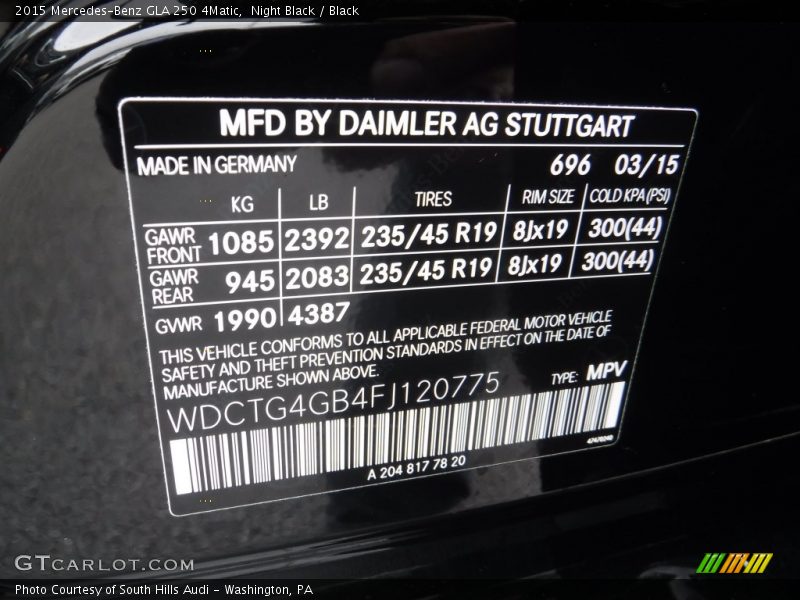 2015 Mercedes-Benz GLA 250 4Matic, Night Black / Black
MFD BY DAIMLER AG STUTTGART
MADE IN GERMANY 696 03/15
KG LB TIRES RIM SIZE COLD KPA (PSI)
GAWR FRONT 1085 2392 235/45 R19 8Jx19 300(44)
GAWR REAR 945 2083 235/45 R19 8Jx19 300(44)
GVWR 1990 4387
THIS VEHICLE CONFORMS TO ALL APPLICABLE FEDERAL MOTOR VEHICLE
SAFETY AND THEFT PREVENTION STANDARDS IN EFFECT ON THE DATE OF
MANUFACTURE SHOWN ABOVE.
WDCTG4GB4FJ120775 TYPE: MPV
A 204 817 78 20
GTCARLOT.COM
Photo Courtesy of South Hills Audi - Washington, PA